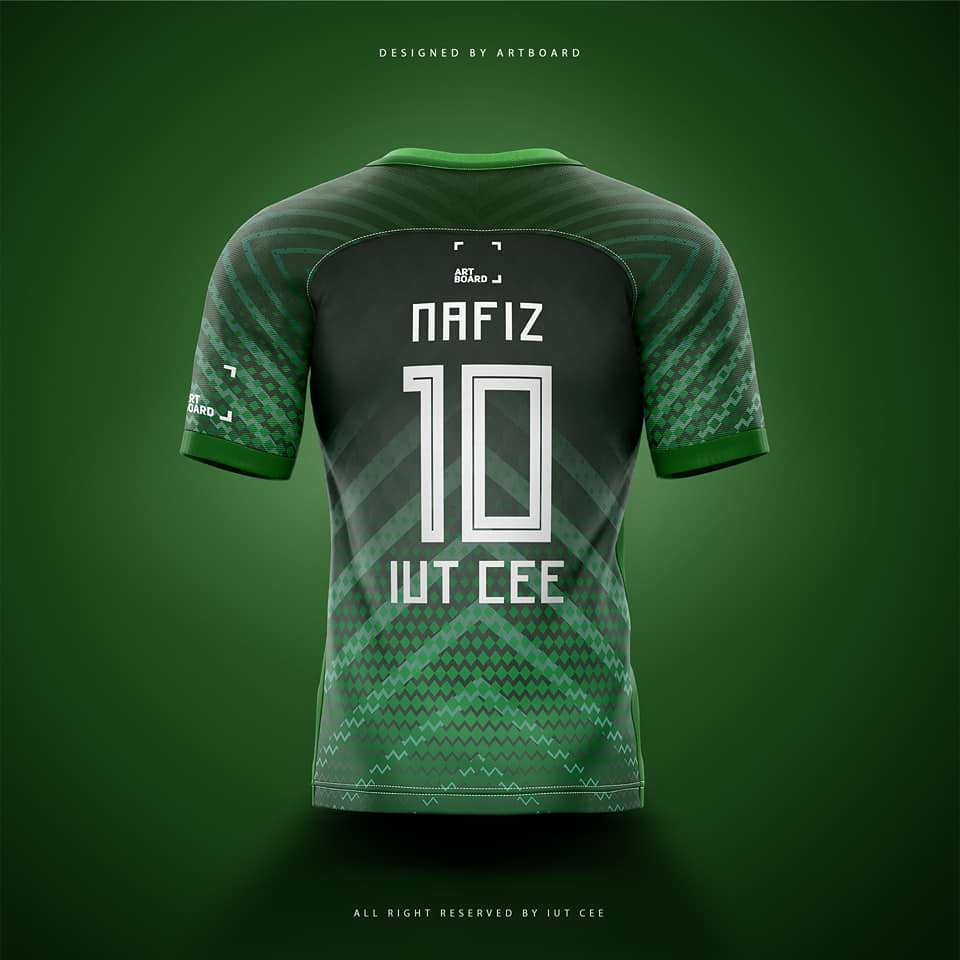 DESIGNED BY ARTBOARD
ART
BOARD
NAFIZ
10
RT
OARD
IUT CEE
ALL RIGHT RESERVED BY IUT CEE